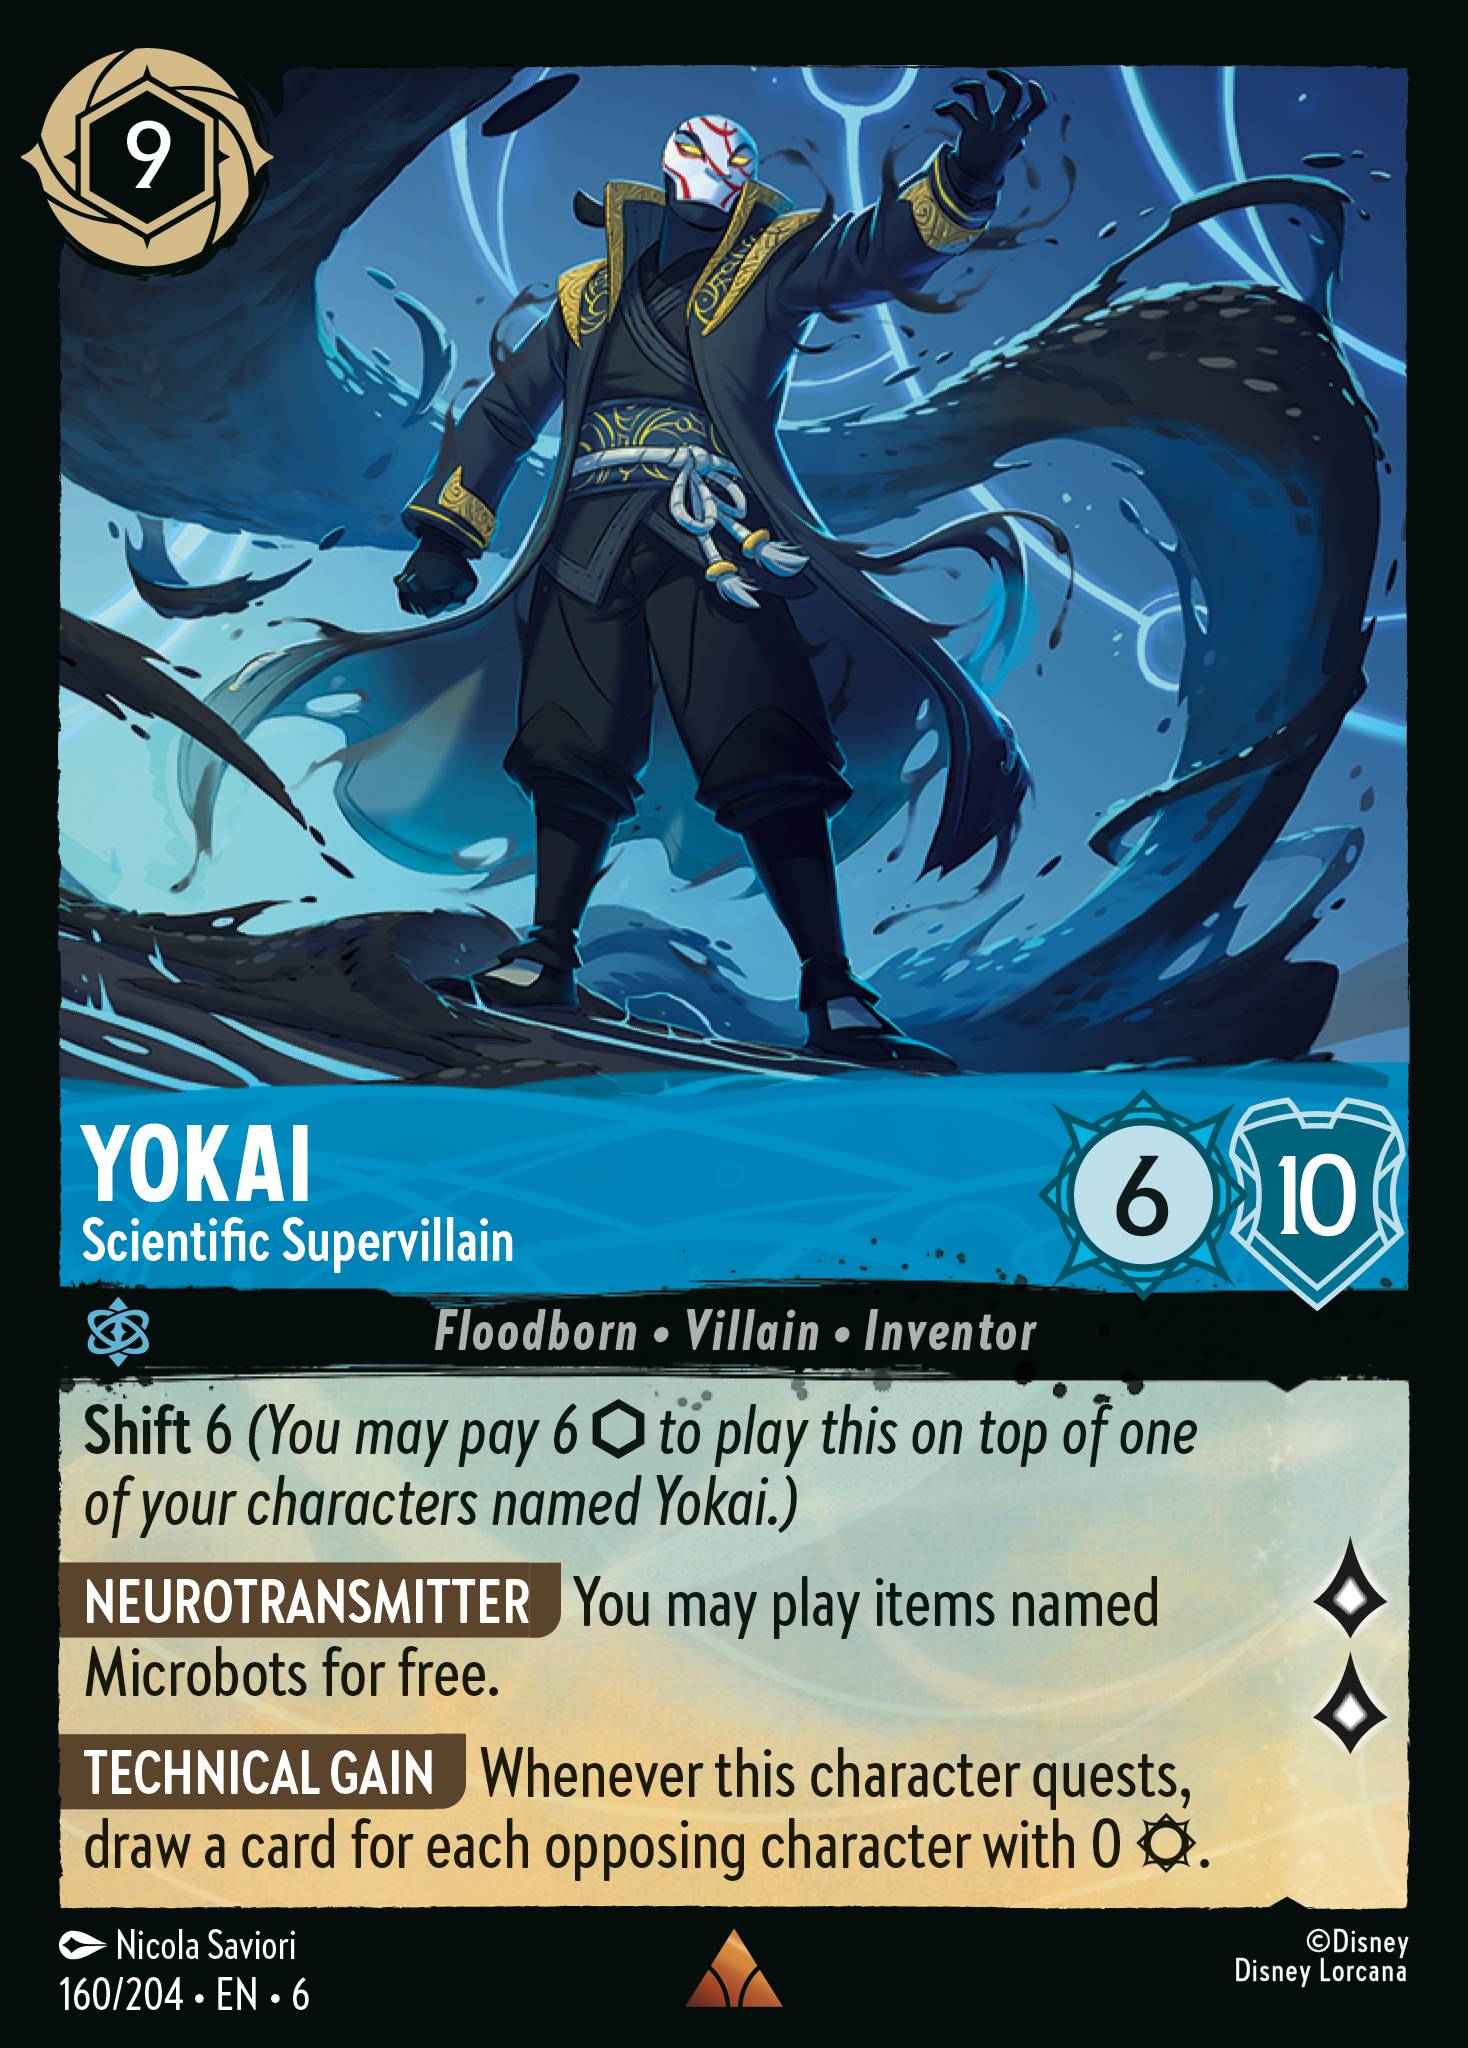 9
YOKAI
Scientific Supervillain
6
10
Floodborn • Villain • Inventor
Shift 6 (You may pay 6 ⬡ to play this on top of one
of your characters named Yokai.)
NEUROTRANSMITTER You may play items named
Microbots for free.
TECHNICAL GAIN Whenever this character quests,
draw a card for each opposing character with 0 ¤.
Nicola Saviori
160/204 • EN • 6
©Disney
Disney Lorcana